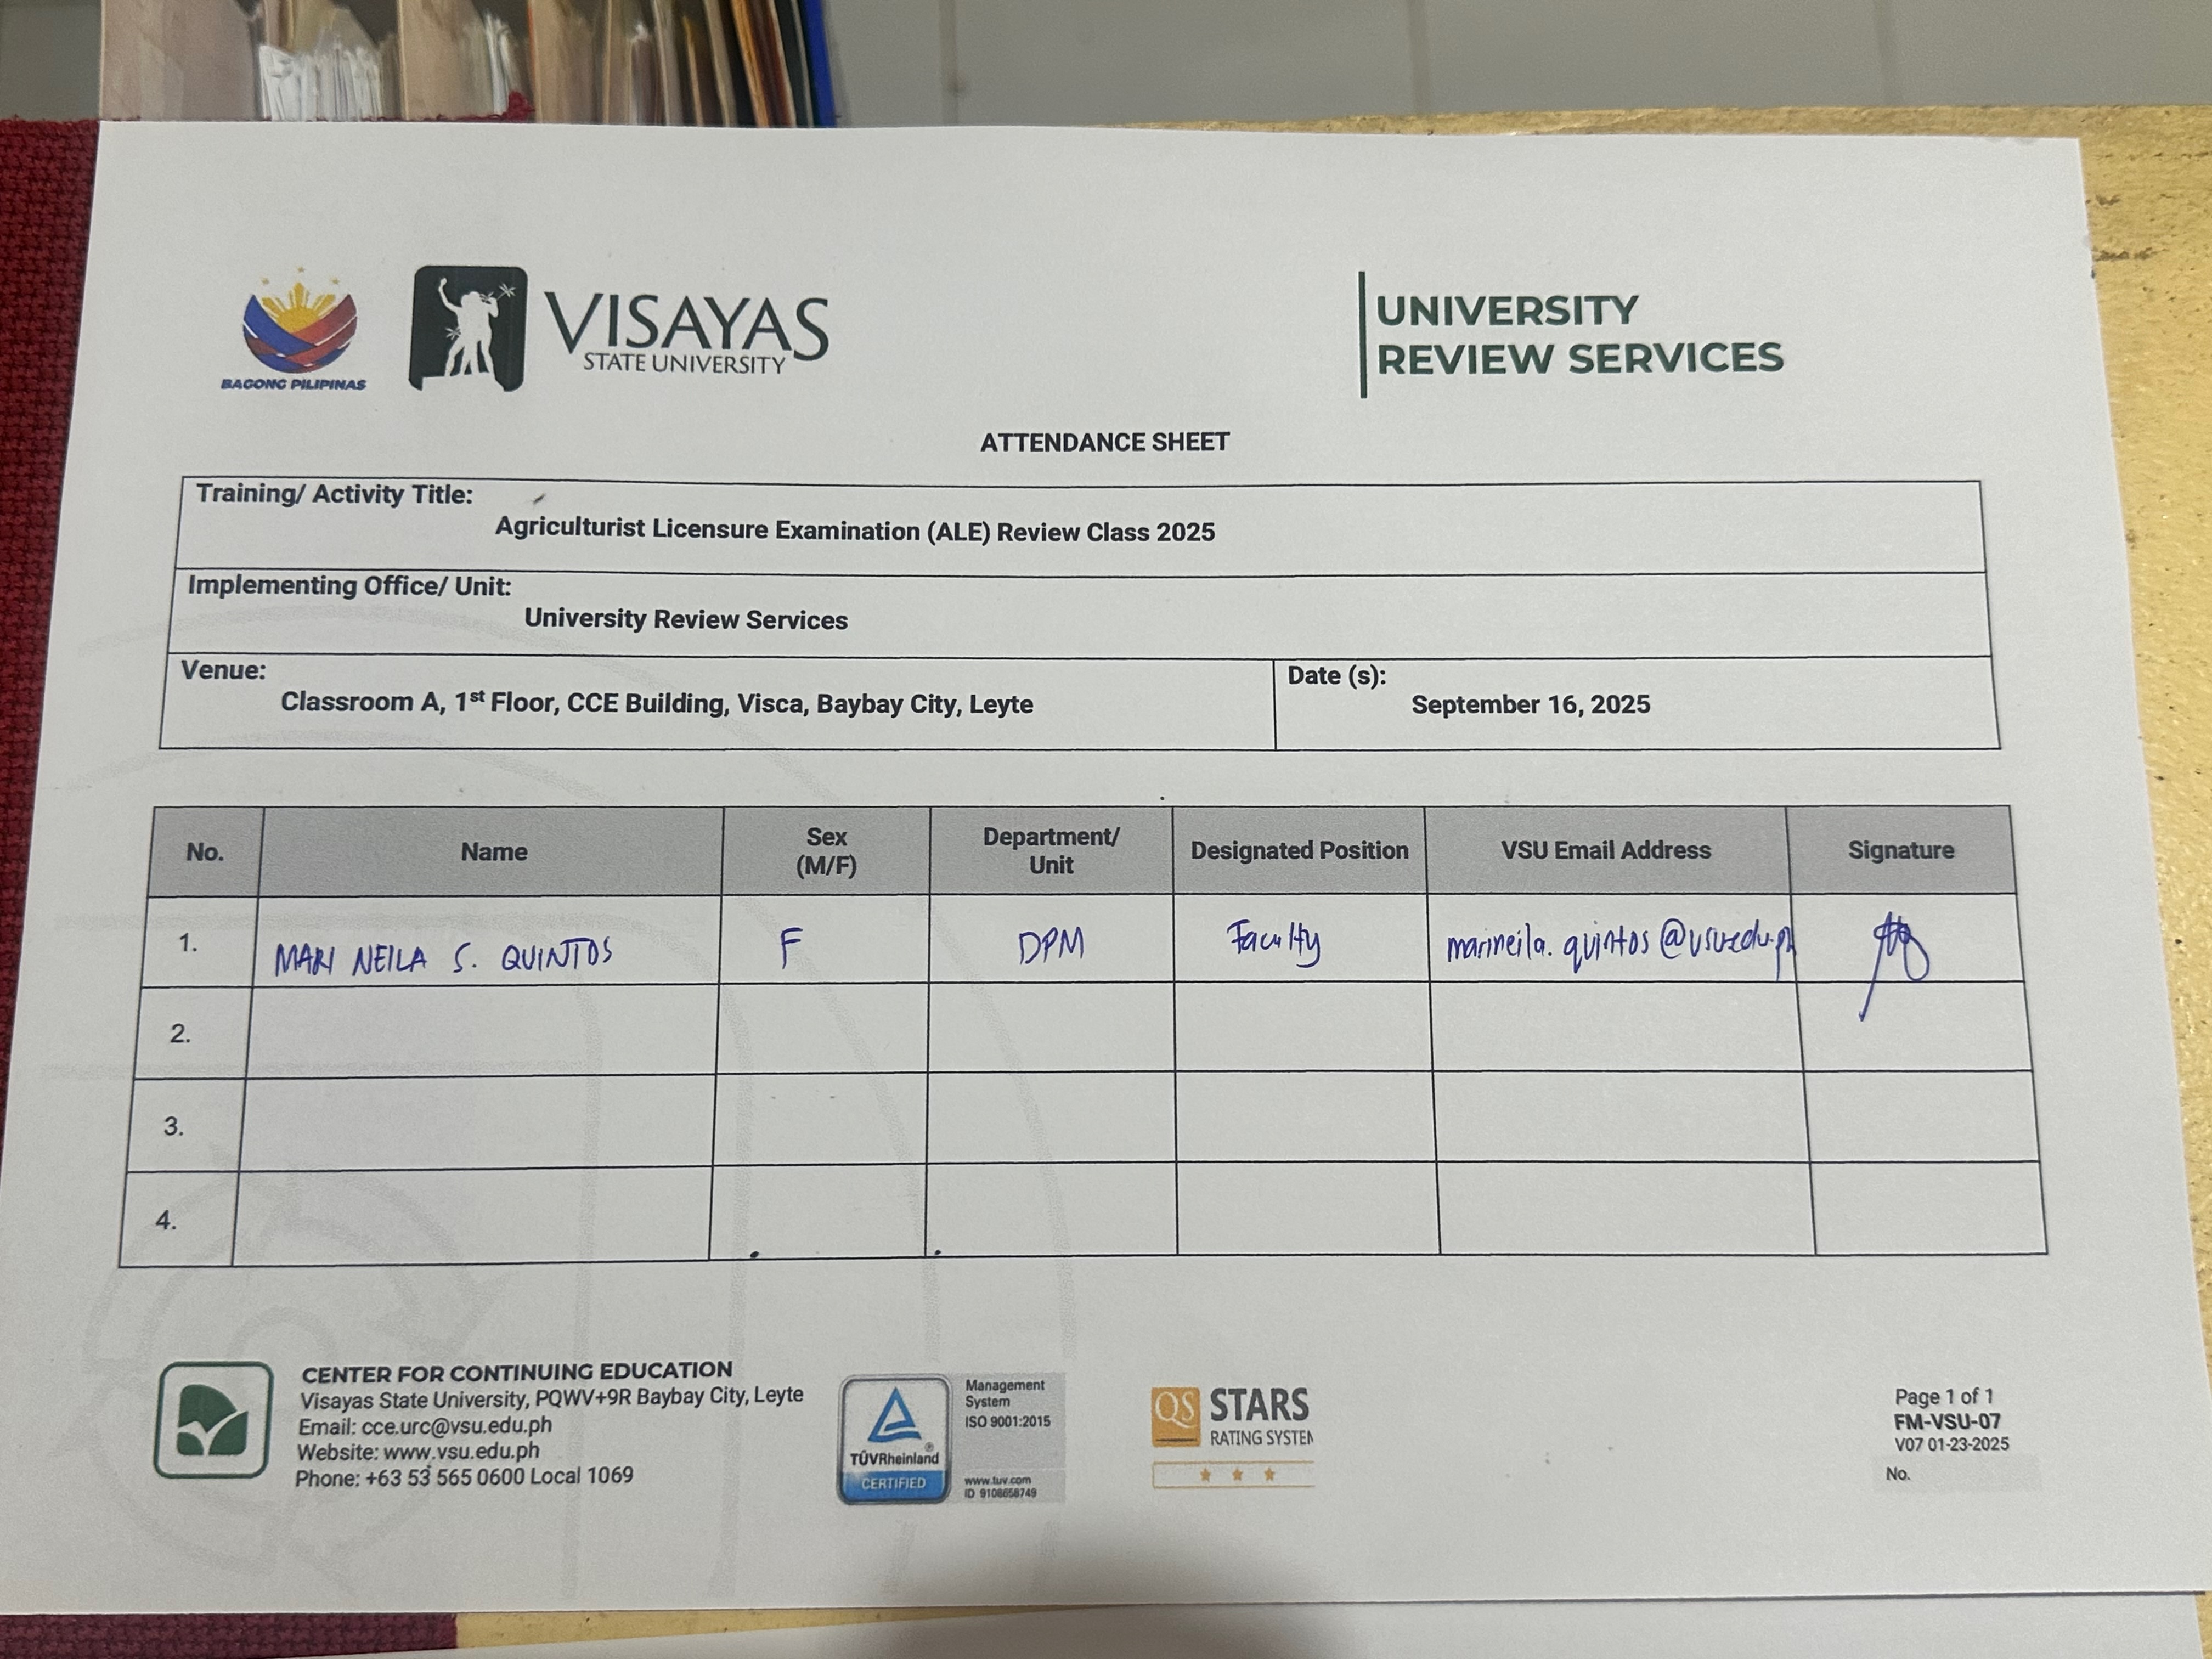 BAGONG PILIPINAS
VISAYAS
STATE UNIVERSITY
UNIVERSITY
REVIEW SERVICES
ATTENDANCE SHEET
Training/ Activity Title:
Agriculturist Licensure Examination (ALE) Review Class 2025
Implementing Office/ Unit:
University Review Services
Venue:
Classroom A, 1st Floor, CCE Building, Visca, Baybay City, Leyte
Date (s):
September 16, 2025
No. Name Sex (M/F) Department/ Unit Designated Position VSU Email Address Signature
1. MARI NEILA S. QUINTOS F DPM Faculty marineila.quintos@vsu.edu.ph
2.
3.
4.
CENTER FOR CONTINUING EDUCATION
Visayas State University, PQWV+9R Baybay City, Leyte
Email: cce.urc@vsu.edu.ph
Website: www.vsu.edu.ph
Phone: +63 53 565 0600 Local 1069
TÜVRheinland
CERTIFIED
Management
System
ISO 9001:2015
www.tuv.com
ID 9108658749
QS STARS
RATING SYSTEM
Page 1 of 1
FM-VSU-07
V07 01-23-2025
No.